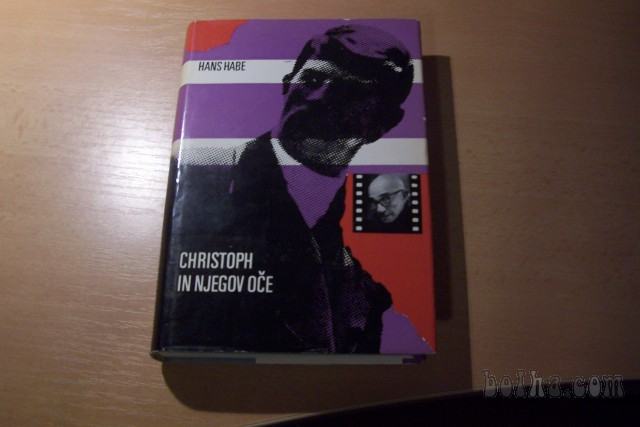 HANS HABE
CHRISTOPH
IN NJEGOV OČE
bolha.com